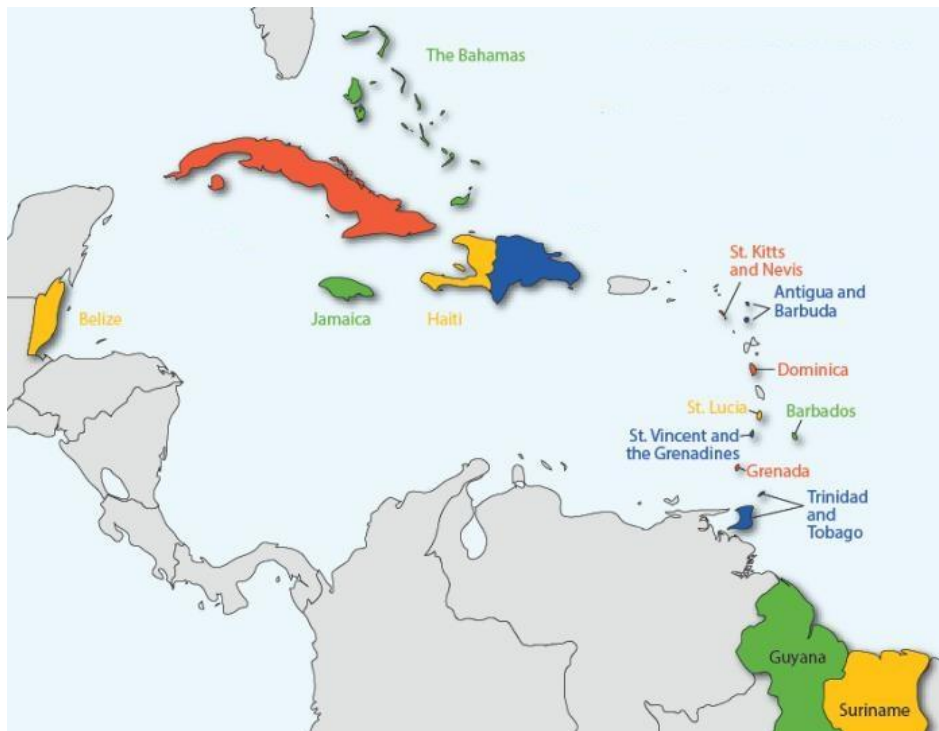 The Bahamas
St. Kitts
and Nevis
Antigua and
Barbuda
Belize
Jamaica
Haiti
Dominica
St. Lucia
Barbados
St. Vincent and
the Grenadines
Grenada
Trinidad
and
Tobago
Guyana
Suriname